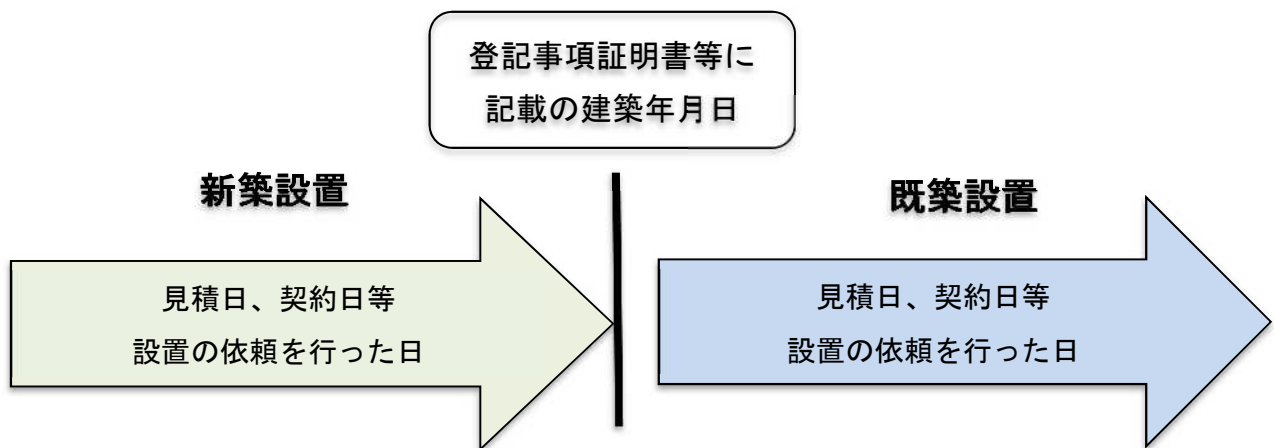 登記事項証明書等に
記載の建築年月日
新築設置
既築設置
見積日、契約日等
設置の依頼を行った日
見積日、契約日等
設置の依頼を行った日